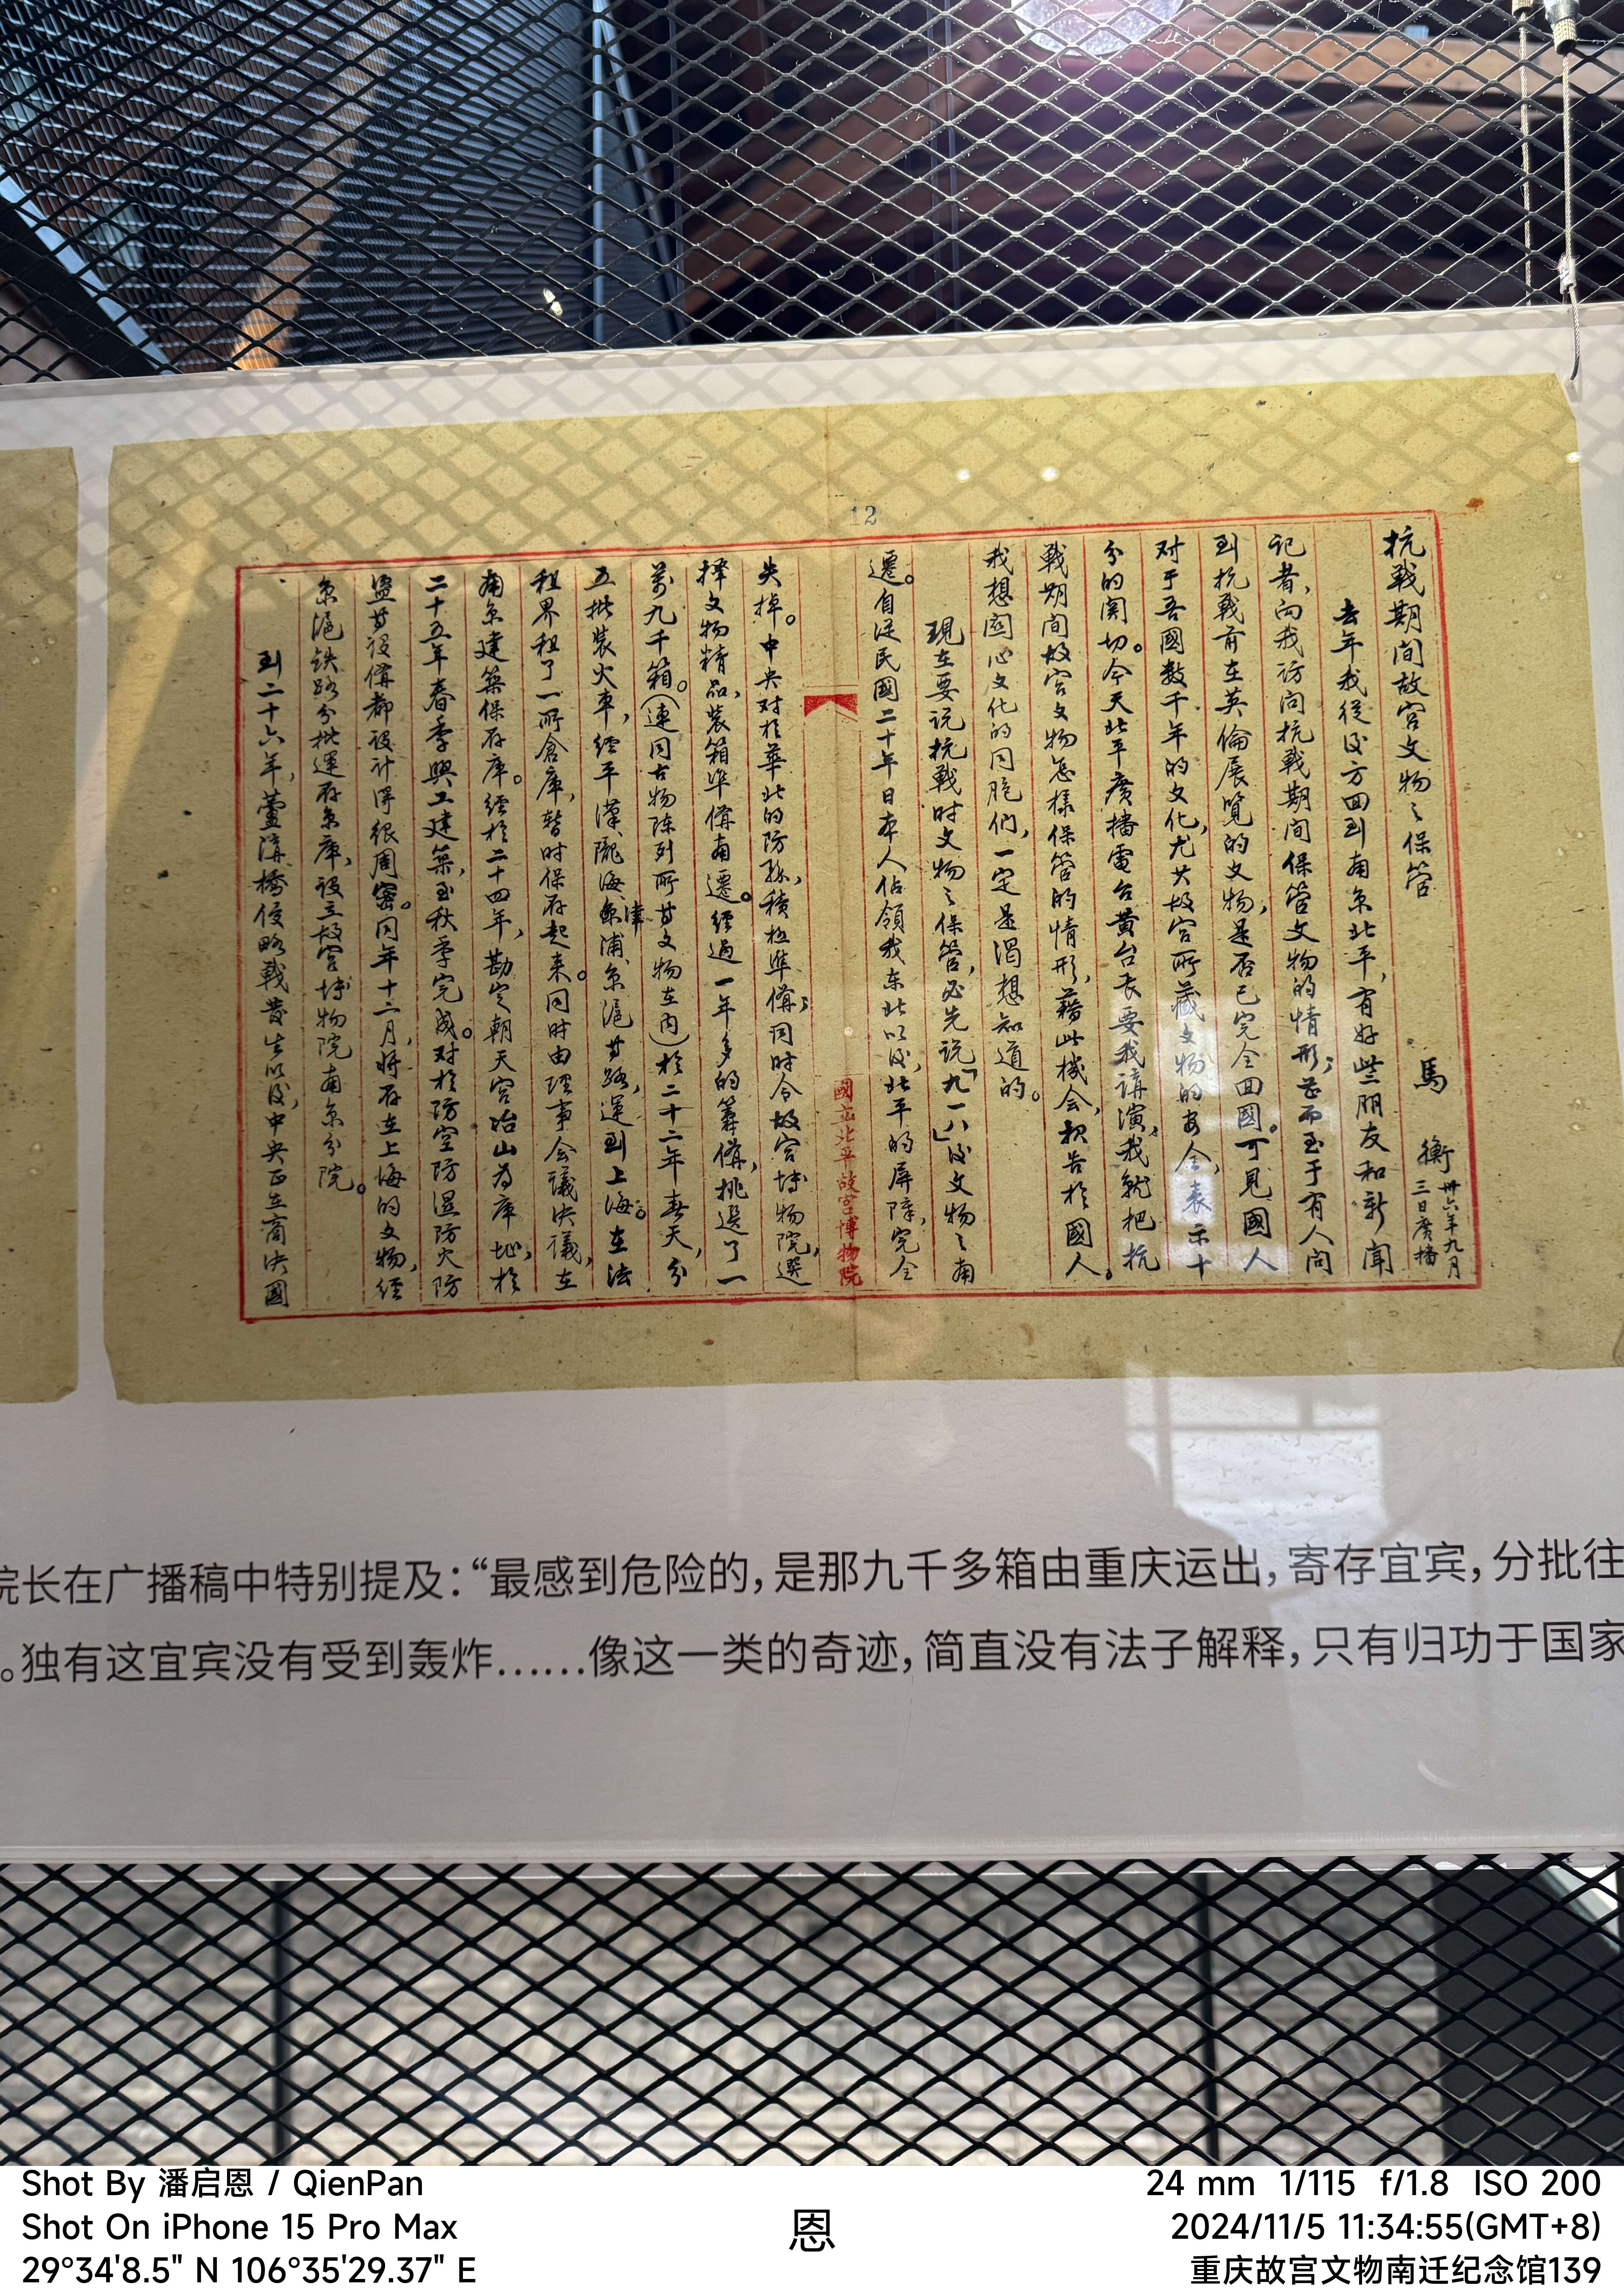 12
抗戰期間故宮文物之保管
馬 衡
卅六年九月
三日廣播
去年我從後方回到南京北平,有好些朋友和新聞
記者,向我訪問抗戰期間保管文物的情形;甚而至于有人問
到抗戰前在英倫展覽的文物,是否已完全回國。可見國人
对于吾國数千年的文化,尤其故宮所藏文物的安全,表示十
分的関切。今天北平廣播電台黄台長要我講演,我就把抗
戰期間故宮文物怎樣保管的情形,藉此機会,报告於國人。
我想關心文化的同胞们,一定是渴想知道的。
現在要说抗戰时文物之保管,必先说「九一八」後文物之南
遷。自從民國二十年日本人佔領我东北以後,北平的屏障,完全
國立北平故宮博物院
失掉。中央对於華北的防務,積極準備;同时令故宮博物院,選
擇文物精品,裝箱準備南遷。經過一年多的籌備,挑選了一
萬九千箱。(連同古物陈列所等文物在内)於二十二年春天,分
五批裝火車,經平漢、隴海、津浦、京滬等路,運到上海。在法
租界租了一所倉庫,暂时保存起来。同时由理事会議決議,在
南京建築保存庫。經於二十四年,勘定朝天宮冶山為庫址,於
二十五年春季興工建築,至秋季完成。对於防空防濕防火防
盜等設備都設計得很周密。同年十二月,將存在上海的文物,經
京滬鉄路分批運存京庫,設立故宮博物院南京分院。
到二十六年,蘆溝橋侵略戰發生以後,中央正在商決國
院长在广播稿中特别提及：“最感到危险的，是那九千多箱由重庆运出，寄存宜宾，分批往
。独有这宜宾没有受到轰炸……像这一类的奇迹，简直没有法子解释，只有归功于国家
Shot By 潘启恩 / QienPan
Shot On iPhone 15 Pro Max
29°34'8.5" N 106°35'29.37" E
恩
24 mm 1/115 f/1.8 ISO 200
2024/11/5 11:34:55(GMT+8)
重庆故宫文物南迁纪念馆139